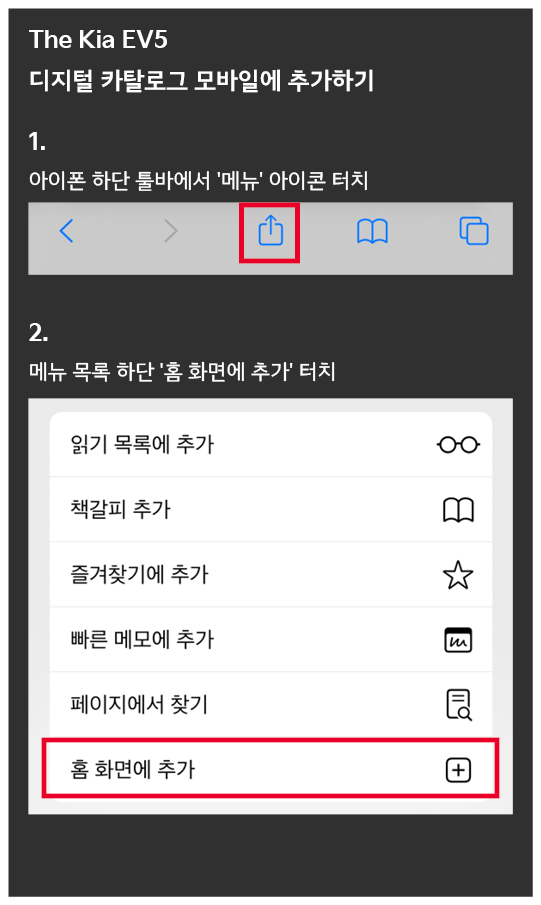 The Kia EV5
디지털 카탈로그 모바일에 추가하기
1.
아이폰 하단 툴바에서 '메뉴' 아이콘 터치
2.
메뉴 목록 하단 '홈 화면에 추가' 터치
읽기 목록에 추가
책갈피 추가
즐겨찾기에 추가
빠른 메모에 추가
페이지에서 찾기
홈 화면에 추가